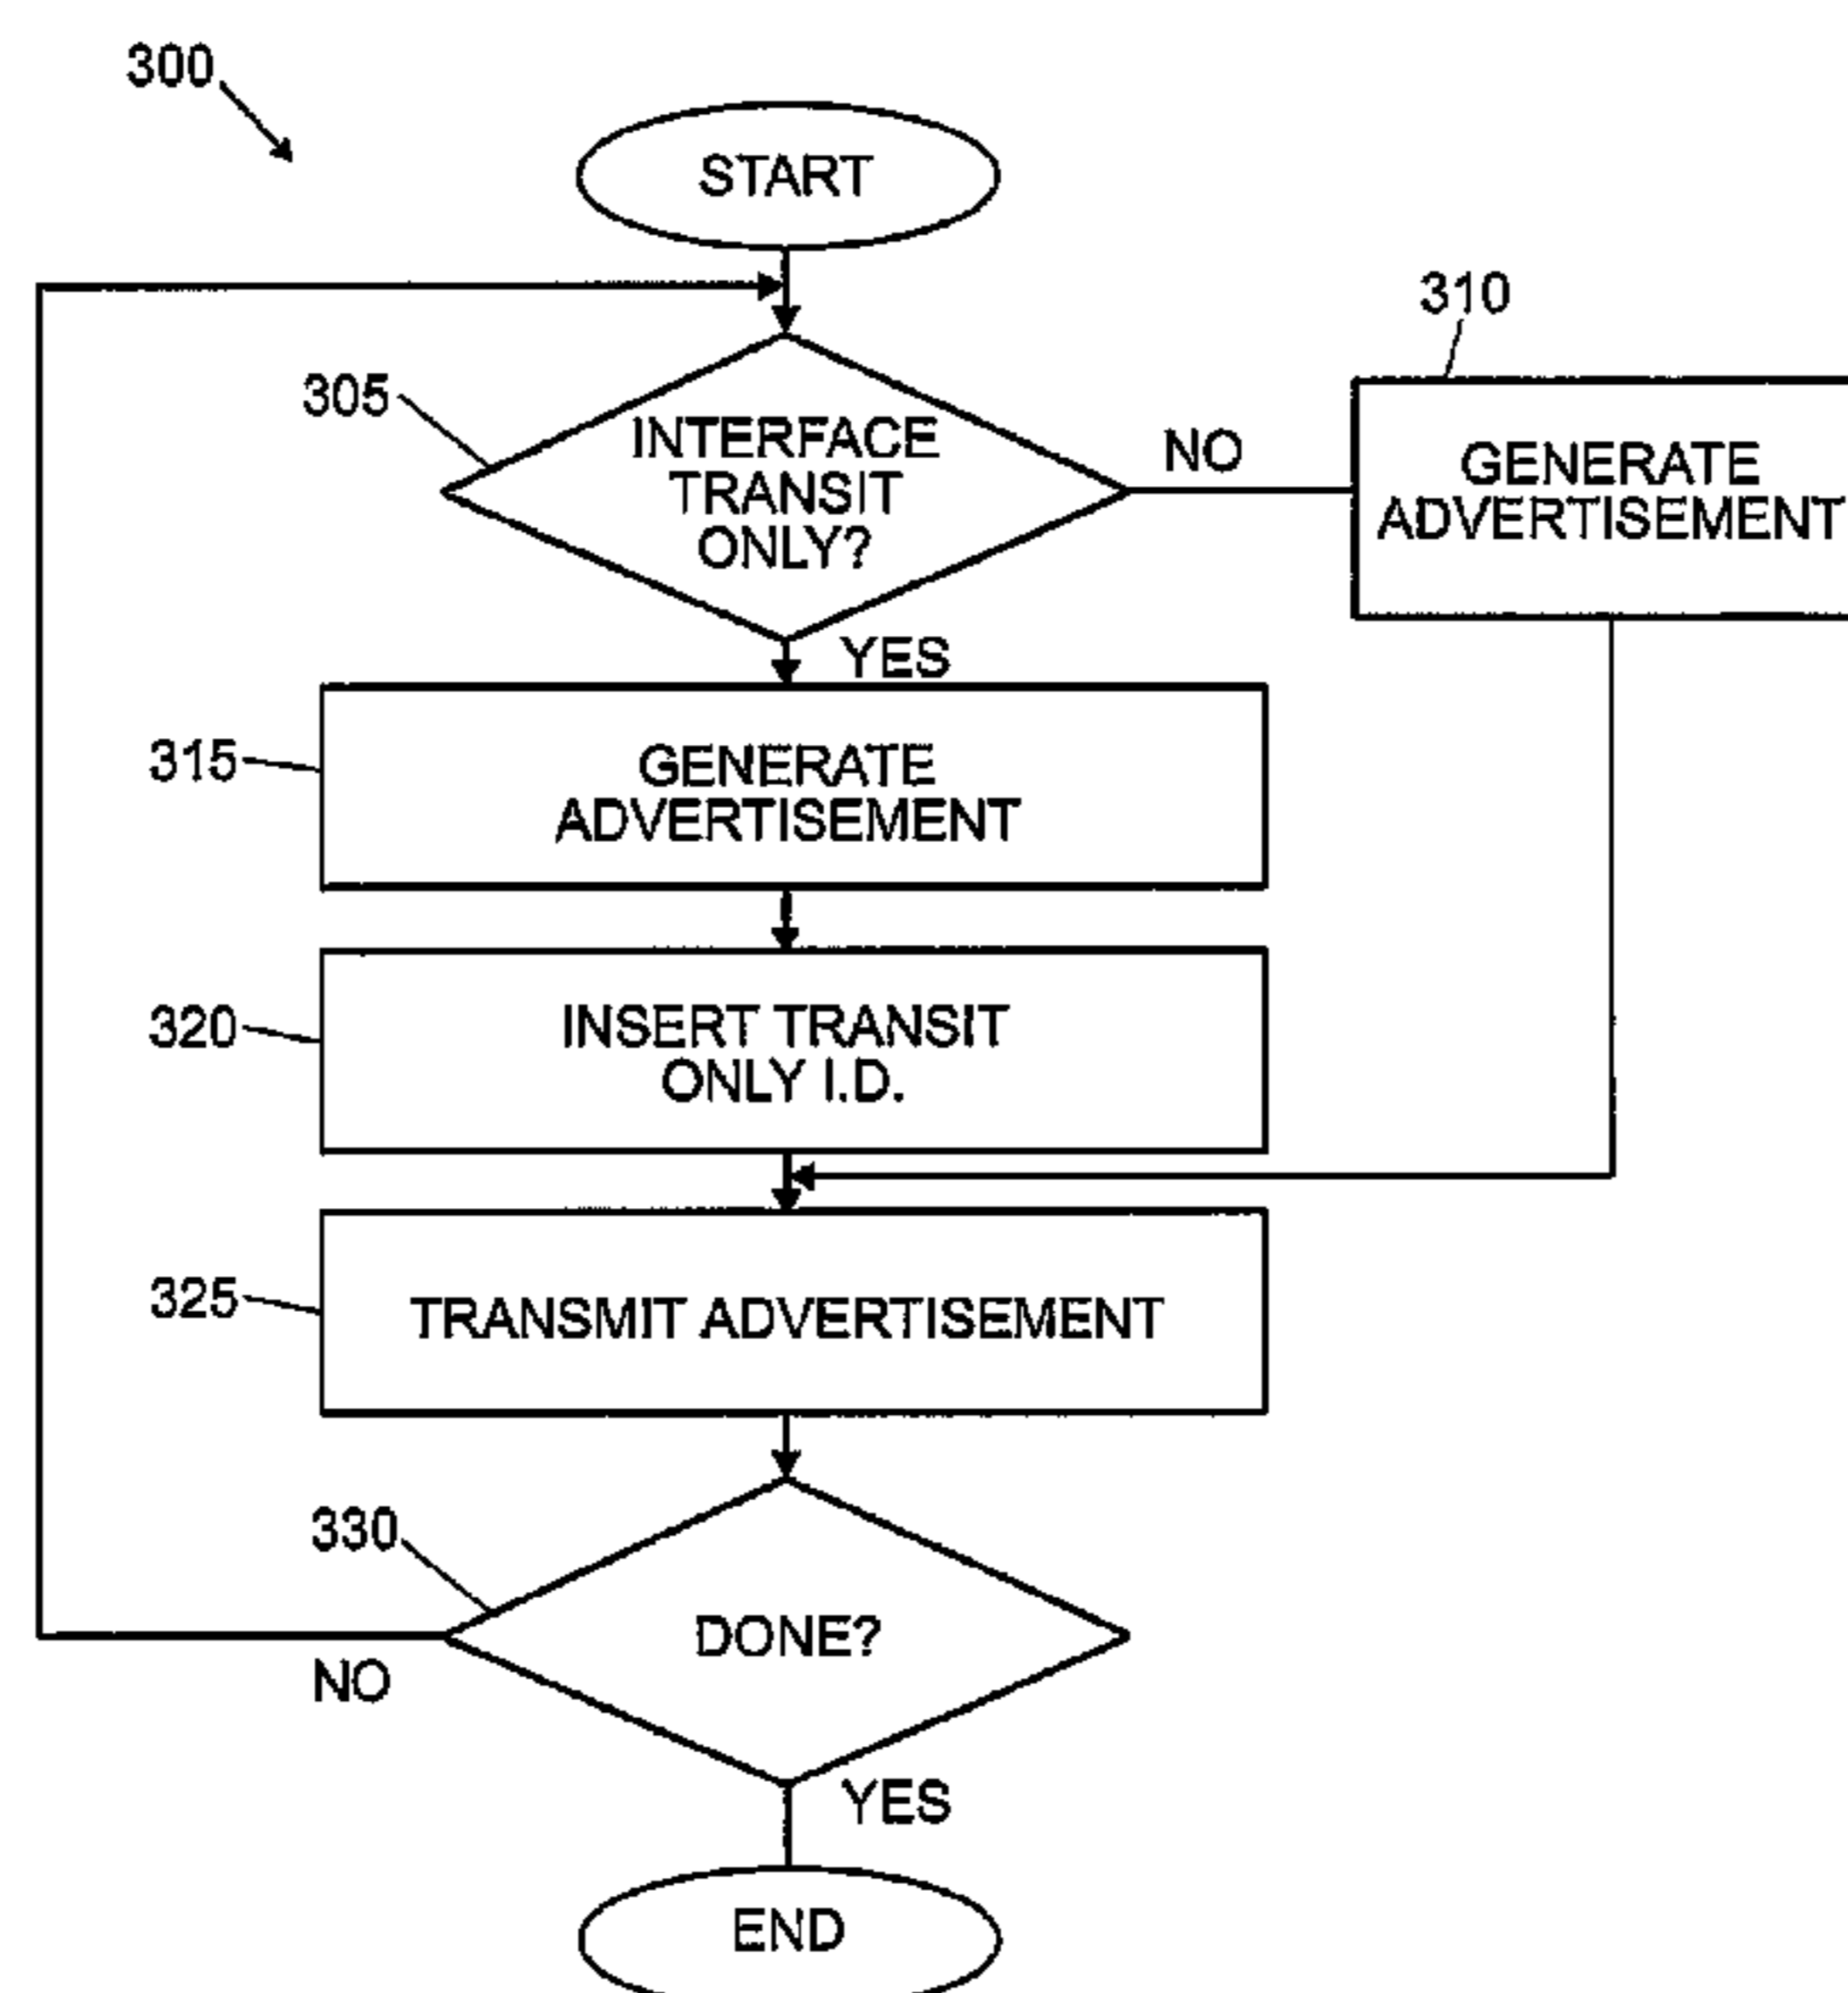 300
START
305
INTERFACE
TRANSIT
ONLY?
NO
310
GENERATE
ADVERTISEMENT
YES
315
GENERATE
ADVERTISEMENT
320
INSERT TRANSIT
ONLY I.D.
325
TRANSMIT ADVERTISEMENT
330
DONE?
NO
YES
END